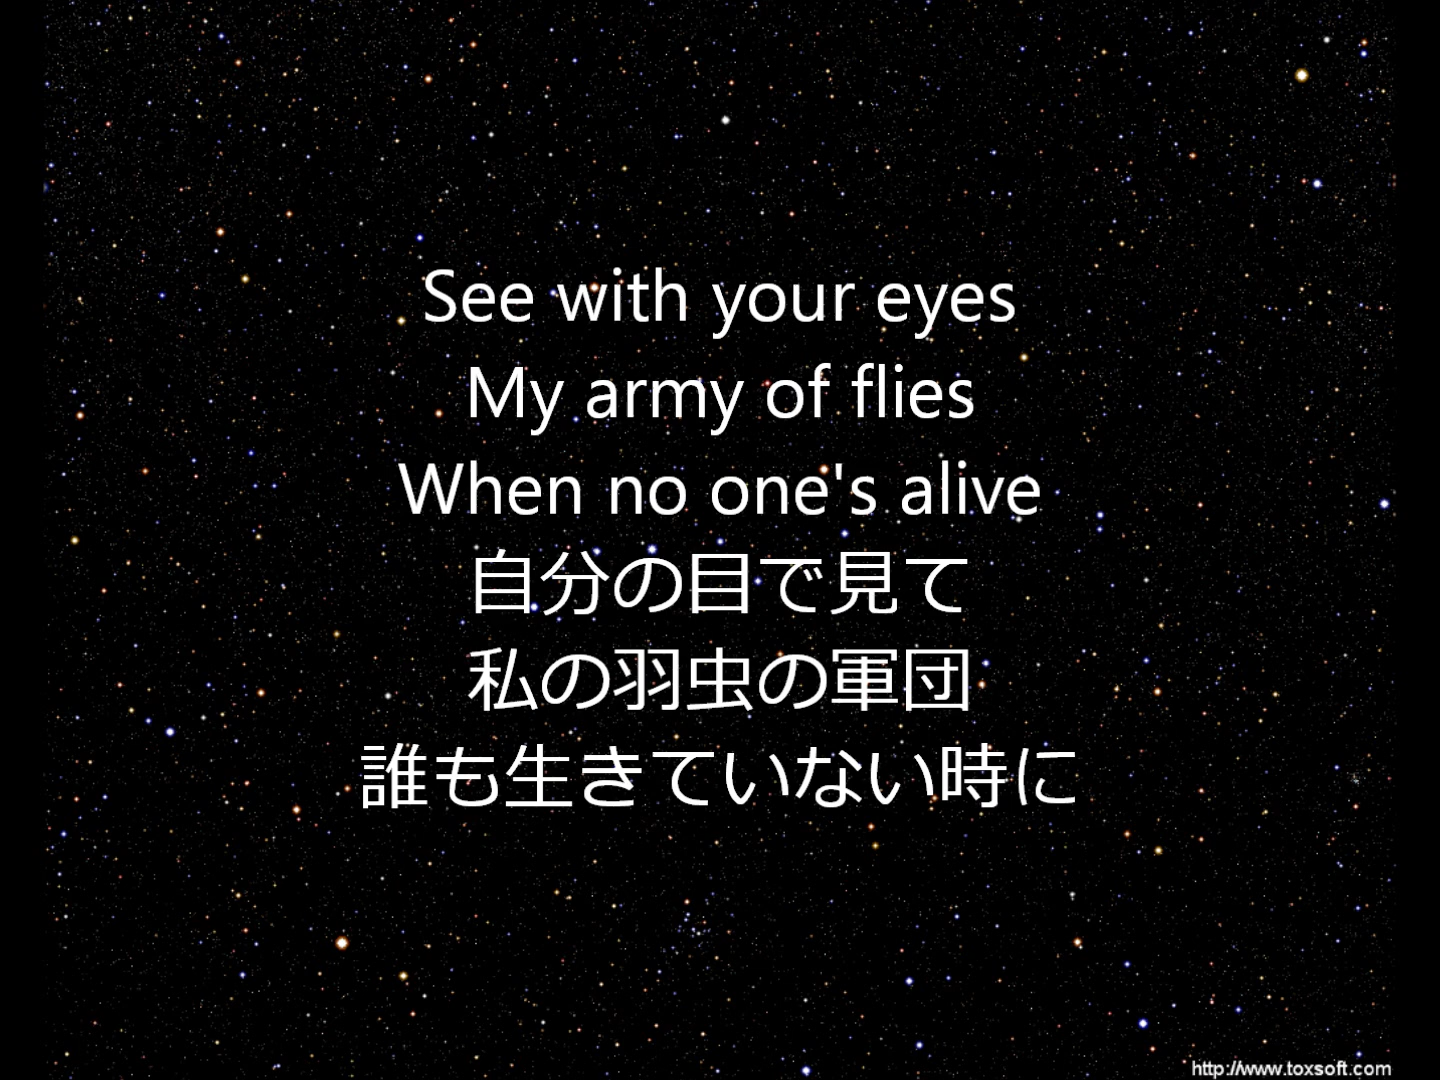 See with your eyes
My army of flies
When no one's alive
自分の目で見て
私の羽虫の軍団
誰も生きていない時に
http://www.toxsoft.com